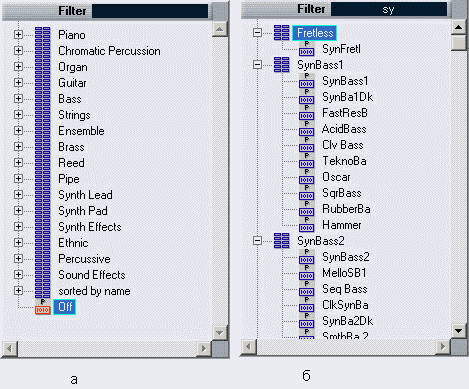 Filter
Piano
Chromatic Percussion
Organ
Guitar
Bass
Strings
Ensemble
Brass
Reed
Pipe
Synth Lead
Synth Pad
Synth Effects
Ethnic
Percussive
Sound Effects
sorted by name
Off
а
Filter sy
Fretless
SynFretl
SynBass1
SynBass1
SynBa1Dk
FastResB
AcidBass
Clv Bass
TeknoBa
Oscar
SqrBass
RubberBa
Hammer
SynBass2
SynBass2
MelloSB1
Seq Bass
ClkSynBa
SynBa2Dk
SmthBa 2
б